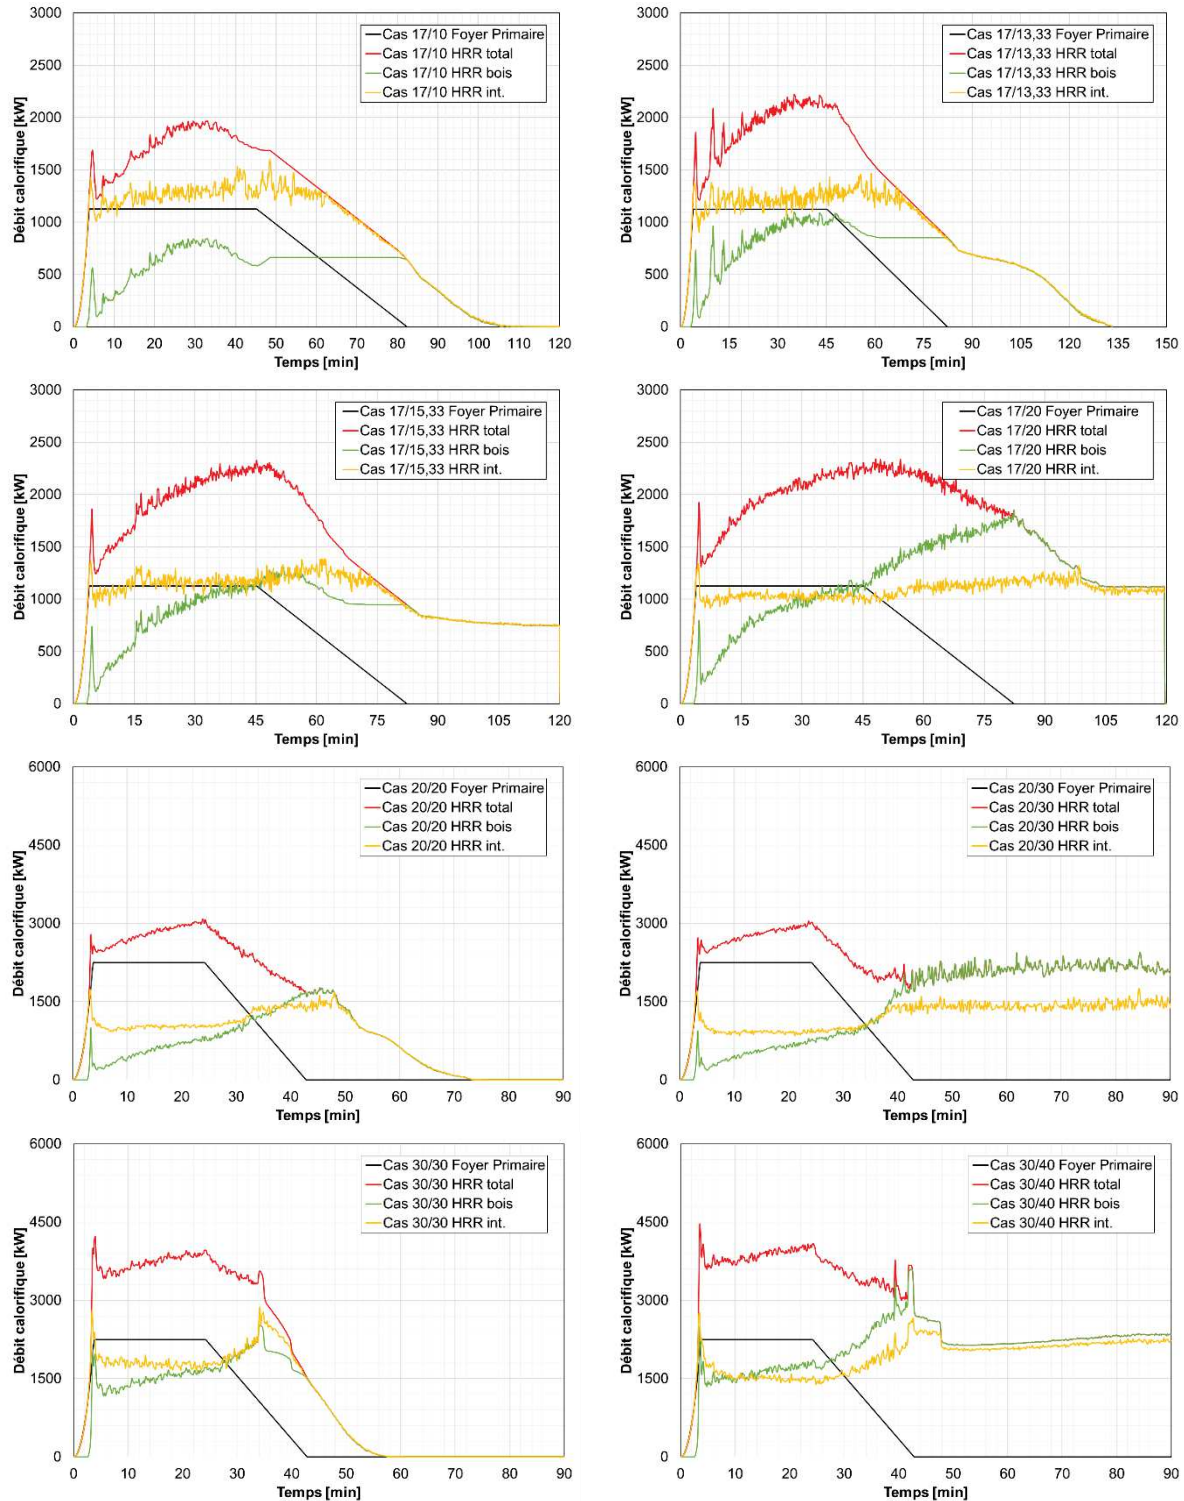 Débit calorifique [kW]
3000
2500
2000
1500
1000
500
0
Cas 17/10 Foyer Primaire
Cas 17/10 HRR total
Cas 17/10 HRR bois
Cas 17/10 HRR int.
0 10 20 30 40 50 60 70 80 90 100 110 120
Temps [min]
Débit calorifique [kW]
3000
2500
2000
1500
1000
500
0
Cas 17/13,33 Foyer Primaire
Cas 17/13,33 HRR total
Cas 17/13,33 HRR bois
Cas 17/13,33 HRR int.
0 15 30 45 60 75 90 105 120 135 150
Temps [min]
Débit calorifique [kW]
3000
2500
2000
1500
1000
500
0
Cas 17/15,33 Foyer Primaire
Cas 17/15,33 HRR total
Cas 17/15,33 HRR bois
Cas 17/15,33 HRR int.
0 15 30 45 60 75 90 105 120
Temps [min]
Débit calorifique [kW]
3000
2500
2000
1500
1000
500
0
Cas 17/20 Foyer Primaire
Cas 17/20 HRR total
Cas 17/20 HRR bois
Cas 17/20 HRR int.
0 15 30 45 60 75 90 105 120
Temps [min]
Débit calorifique [kW]
6000
4500
3000
1500
0
Cas 20/20 Foyer Primaire
Cas 20/20 HRR total
Cas 20/20 HRR bois
Cas 20/20 HRR int.
0 10 20 30 40 50 60 70 80 90
Temps [min]
Débit calorifique [kW]
6000
4500
3000
1500
0
Cas 20/30 Foyer Primaire
Cas 20/30 HRR total
Cas 20/30 HRR bois
Cas 20/30 HRR int.
0 10 20 30 40 50 60 70 80 90
Temps [min]
Débit calorifique [kW]
6000
4500
3000
1500
0
Cas 30/30 Foyer Primaire
Cas 30/30 HRR total
Cas 30/30 HRR bois
Cas 30/30 HRR int.
0 10 20 30 40 50 60 70 80 90
Temps [min]
Débit calorifique [kW]
6000
4500
3000
1500
0
Cas 30/40 Foyer Primaire
Cas 30/40 HRR total
Cas 30/40 HRR bois
Cas 30/40 HRR int.
0 10 20 30 40 50 60 70 80 90
Temps [min]